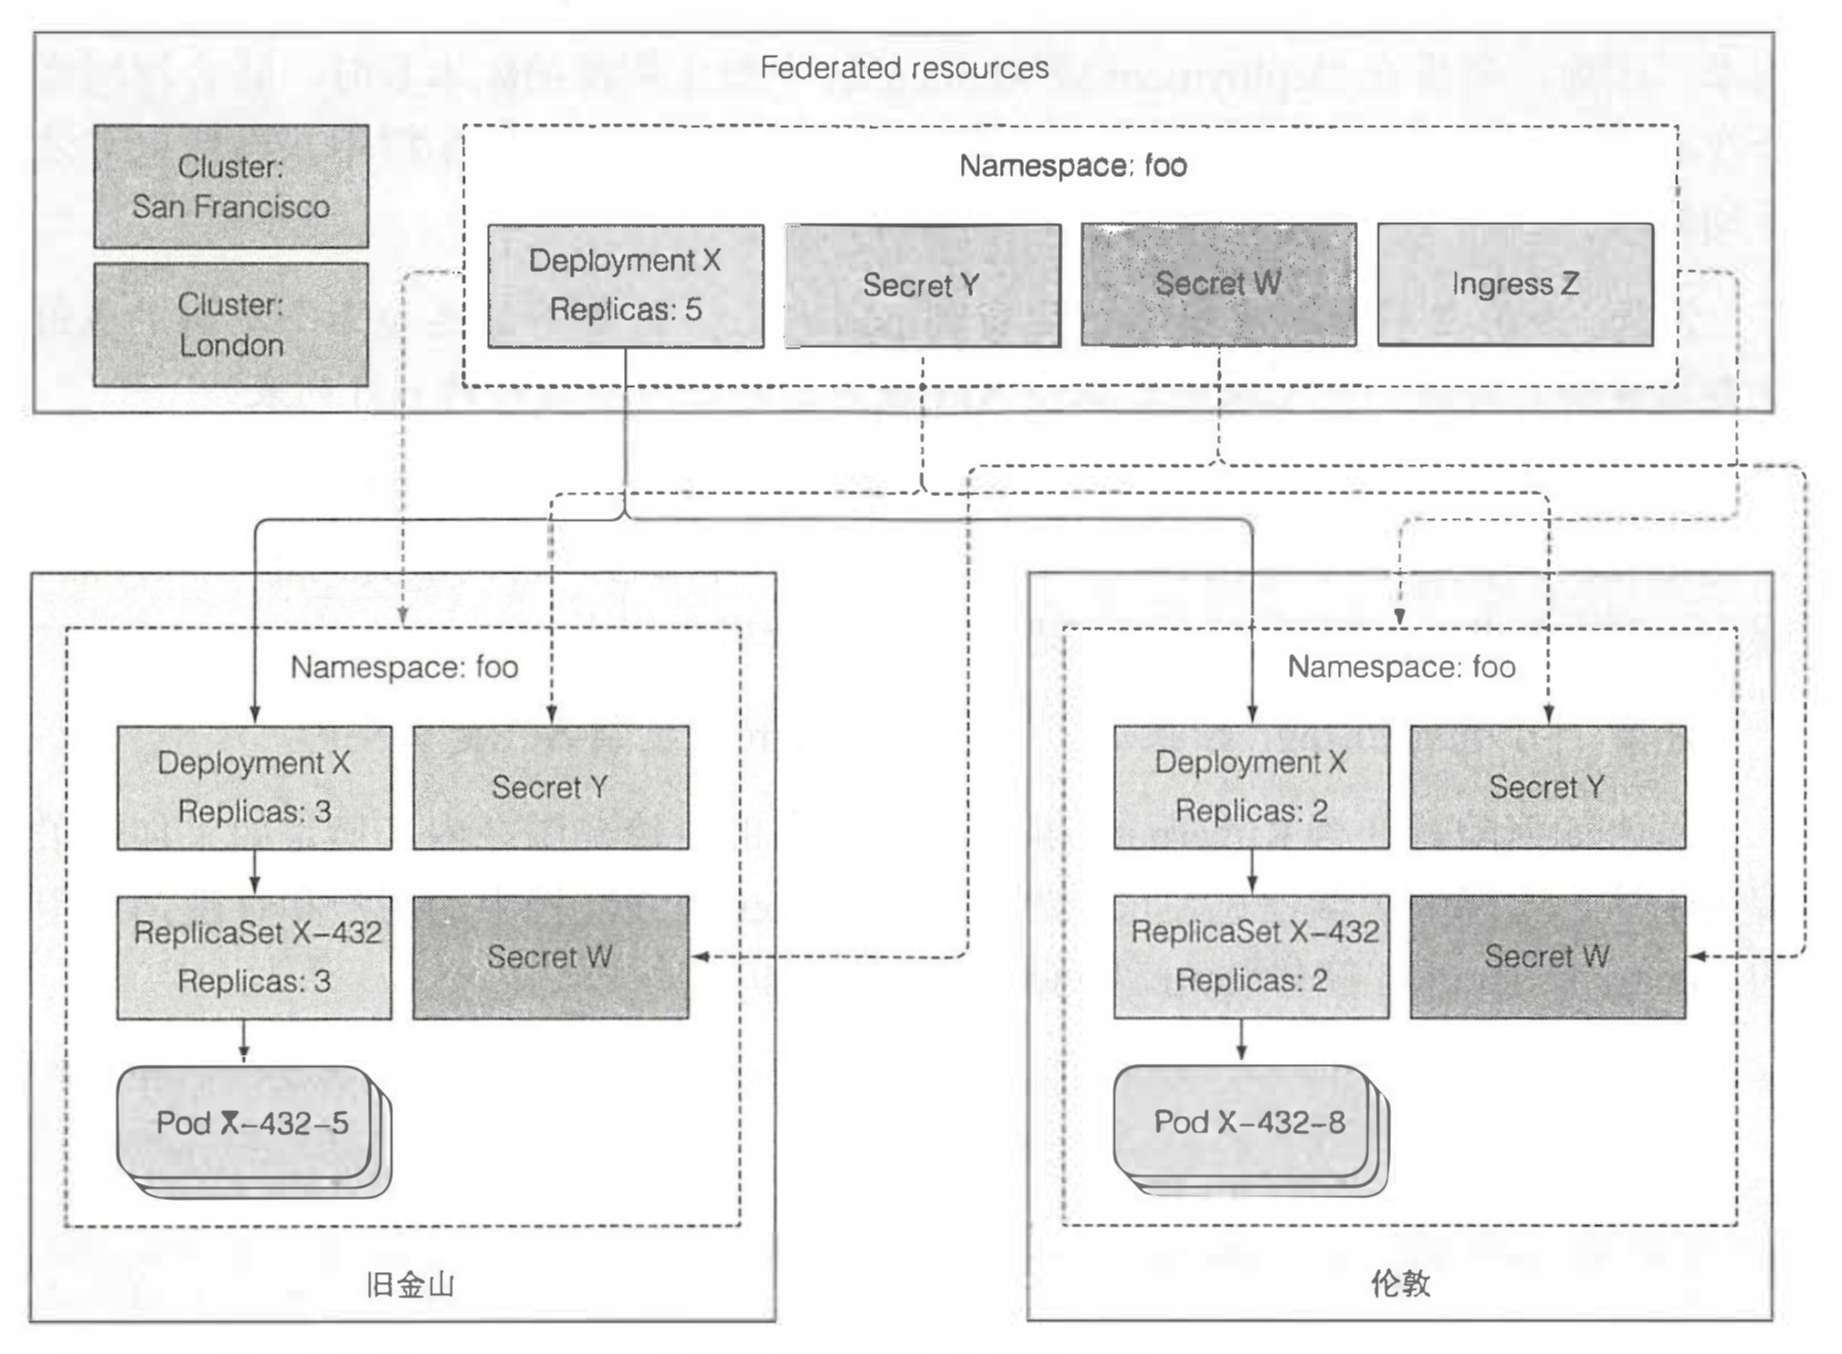 Federated resources
Cluster:
San Francisco
Cluster:
London
Namespace: foo
Deployment X
Replicas: 5
Secret Y
Secret W
Ingress Z
Namespace: foo
Deployment X
Replicas: 3
Secret Y
ReplicaSet X-432
Replicas: 3
Secret W
Pod X-432-5
旧金山
Namespace: foo
Deployment X
Replicas: 2
Secret Y
ReplicaSet X-432
Replicas: 2
Secret W
Pod X-432-8
伦敦